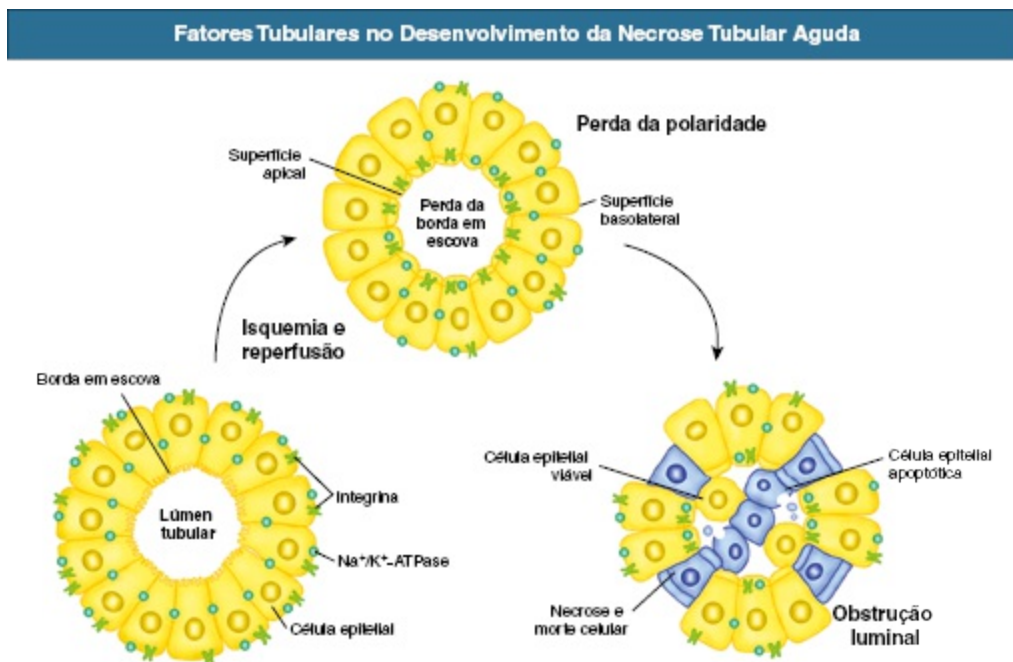 Fatores Tubulares no Desenvolvimento da Necrose Tubular Aguda
Perda da polaridade
Superfície
apical
Perda da
borda em
escova
Superfície
basolateral
Isquemia e
reperfusão
Borda em escova
Lúmen
tubular
Integrina
Na⁺/K⁺-ATPase
Célula epitelial
Célula epitelial
viável
Célula epitelial
apoptótica
Necrose e
morte celular
Obstrução
luminal